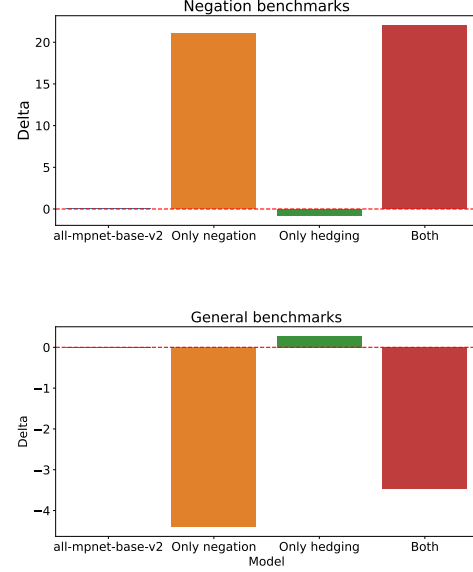 Negation benchmarks
Delta
20
15
10
5
0
all-mpnet-base-v2 Only negation Only hedging Both
General benchmarks
Delta
0
−1
−2
−3
−4
all-mpnet-base-v2 Only negation Only hedging Both
Model